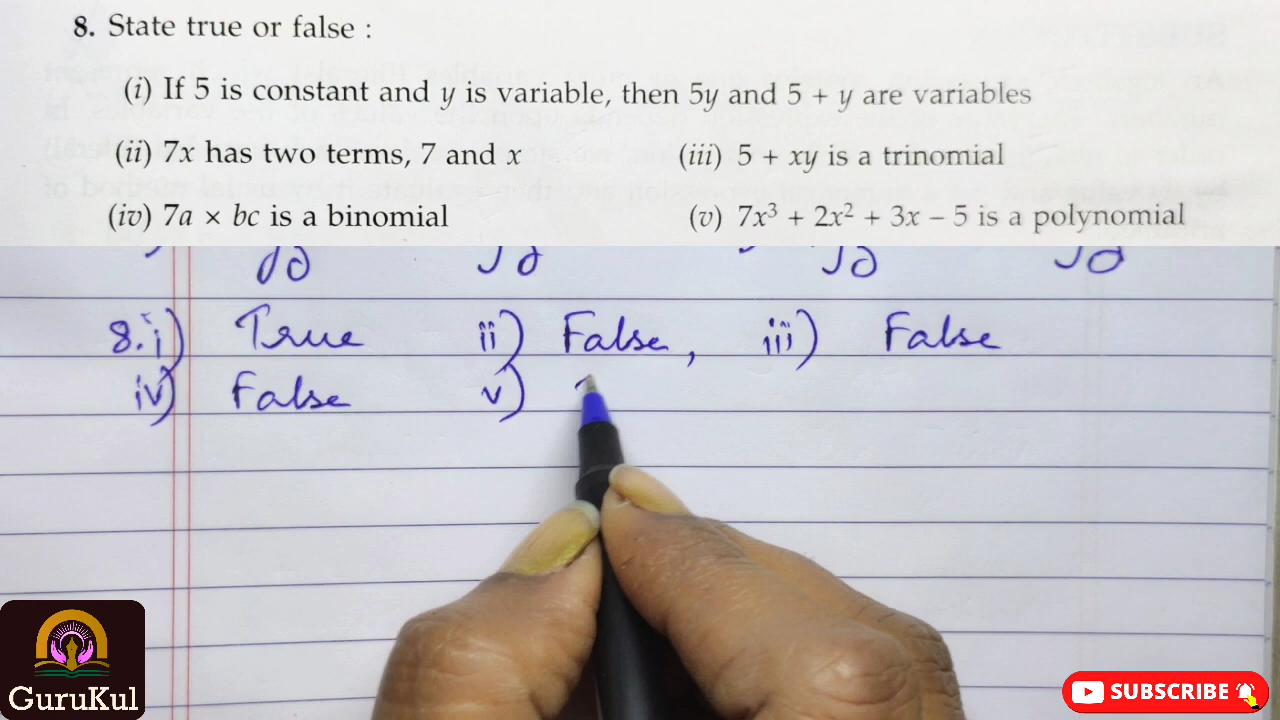 8. State true or false :
(i) If 5 is constant and y is variable, then 5y and 5 + y are variables
(ii) 7x has two terms, 7 and x (iii) 5 + xy is a trinomial
(iv) 7a × bc is a binomial (v) 7x³ + 2x² + 3x – 5 is a polynomial
8.i) True ii) False, iii) False
iv) False v)
GuruKul
SUBSCRIBE